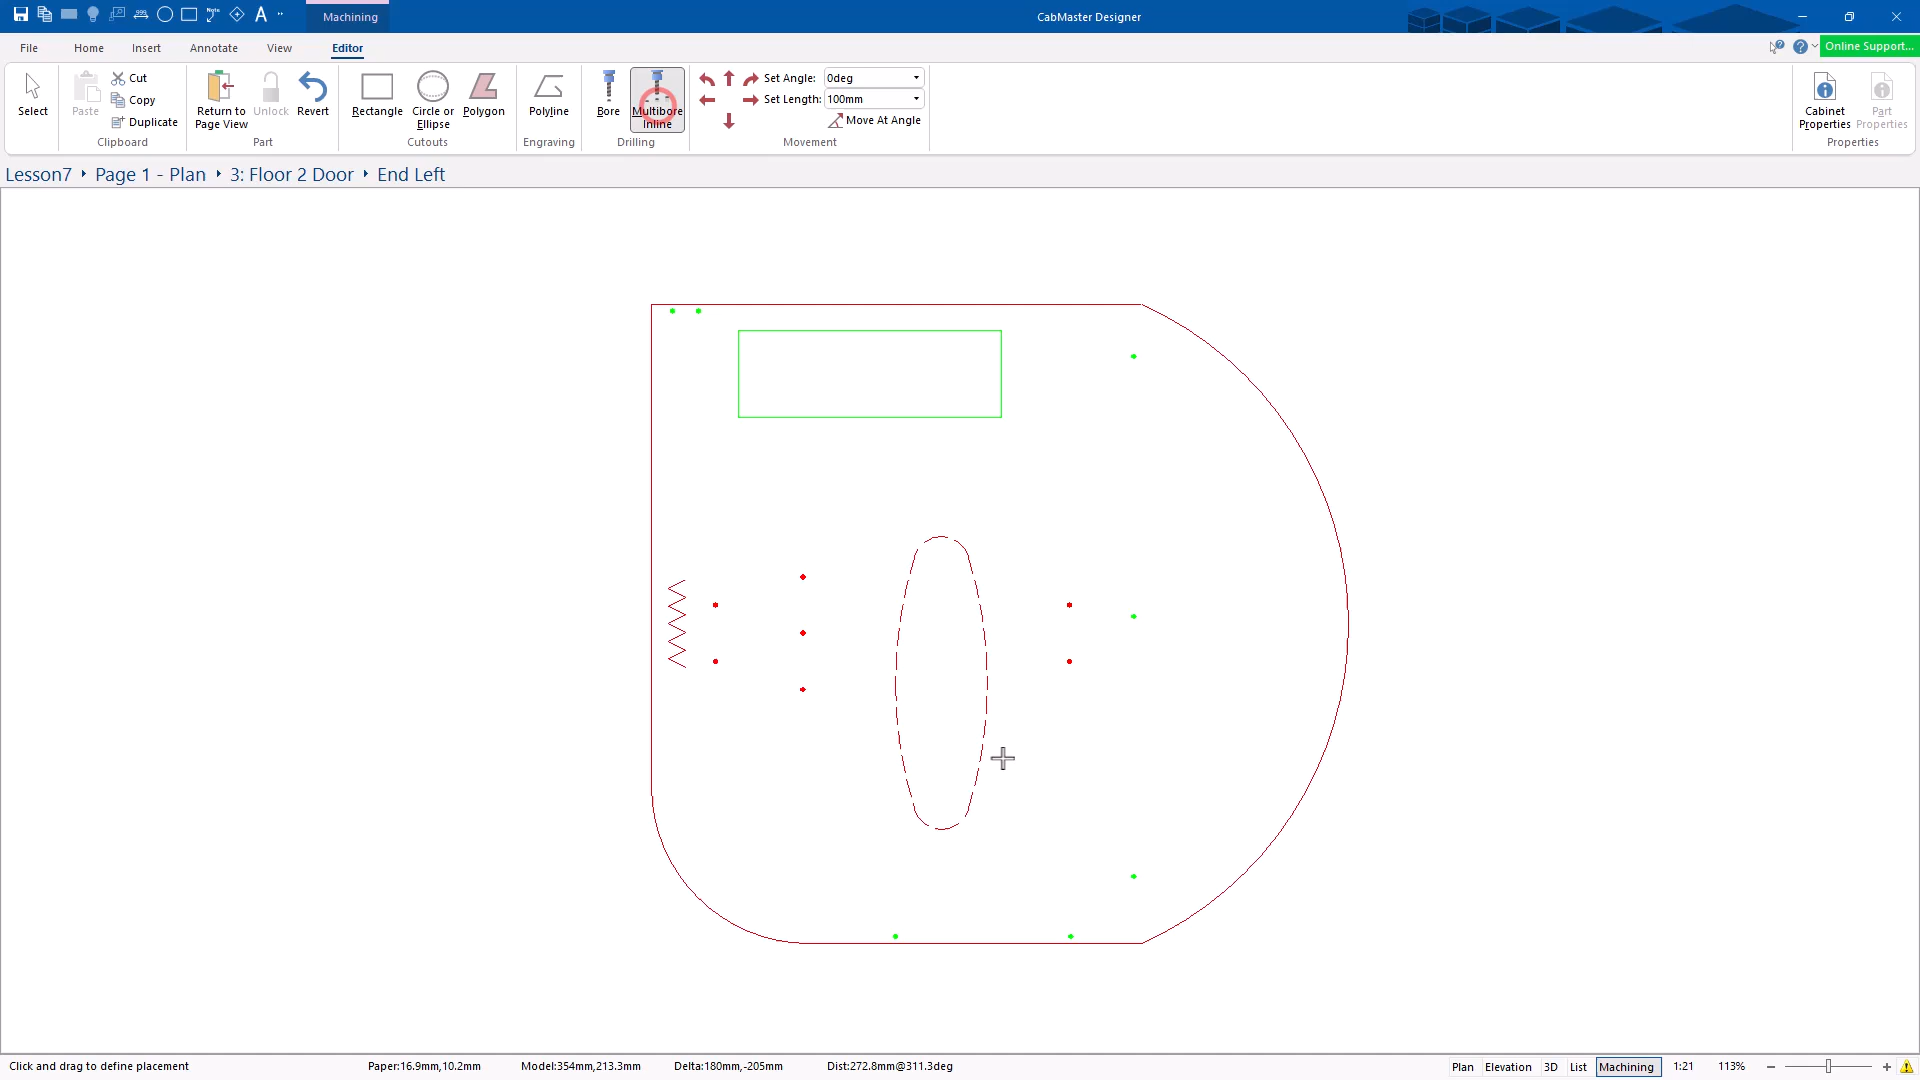 Machining
CabMaster Designer
File
Home
Insert
Annotate
View
Editor
Online Support...
Select
Paste
Cut
Copy
Duplicate
Clipboard
Return to
Page View
Unlock
Revert
Part
Rectangle
Circle or
Ellipse
Polygon
Cutouts
Polyline
Engraving
Bore
Multibore
Inline
Drilling
Set Angle:
0deg
Set Length:
100mm
Move At Angle
Movement
Cabinet
Properties
Part
Properties
Properties
Lesson7
Page 1 - Plan
3: Floor 2 Door
End Left
Click and drag to define placement
Paper:16.9mm,10.2mm
Model:354mm,213.3mm
Delta:180mm,-205mm
Dist:272.8mm@311.3deg
Plan
Elevation
3D
List
Machining
1:21
113%